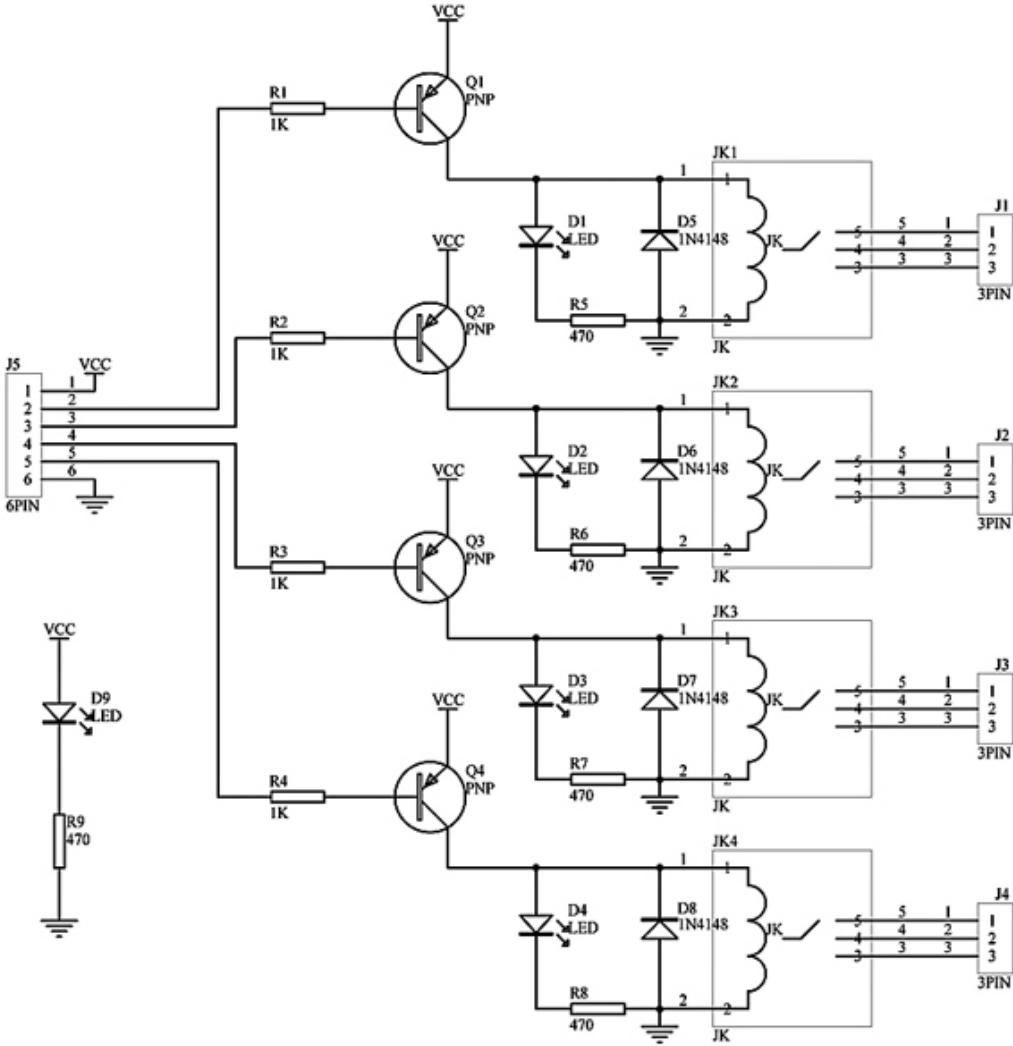 VCC
R1
1K
Q1
PNP
JK1
1
1
D1
LED
D5
1N4148
JK
5
4
3
5
4
3
1
2
3
J1
1
2
3
3PIN
R5
470
2
2
JK
VCC
R2
1K
Q2
PNP
JK2
1
1
D2
LED
D6
1N4148
JK
5
4
3
5
4
3
1
2
3
J2
1
2
3
3PIN
R6
470
2
2
JK
J5
1
2
3
4
5
6
6PIN
1
2
3
4
5
6
VCC
VCC
R3
1K
Q3
PNP
JK3
1
1
D3
LED
D7
1N4148
JK
5
4
3
5
4
3
1
2
3
J3
1
2
3
3PIN
R7
470
2
2
JK
VCC
D9
LED
R9
470
VCC
R4
1K
Q4
PNP
JK4
1
1
D4
LED
D8
1N4148
JK
5
4
3
5
4
3
1
2
3
J4
1
2
3
3PIN
R8
470
2
2
JK